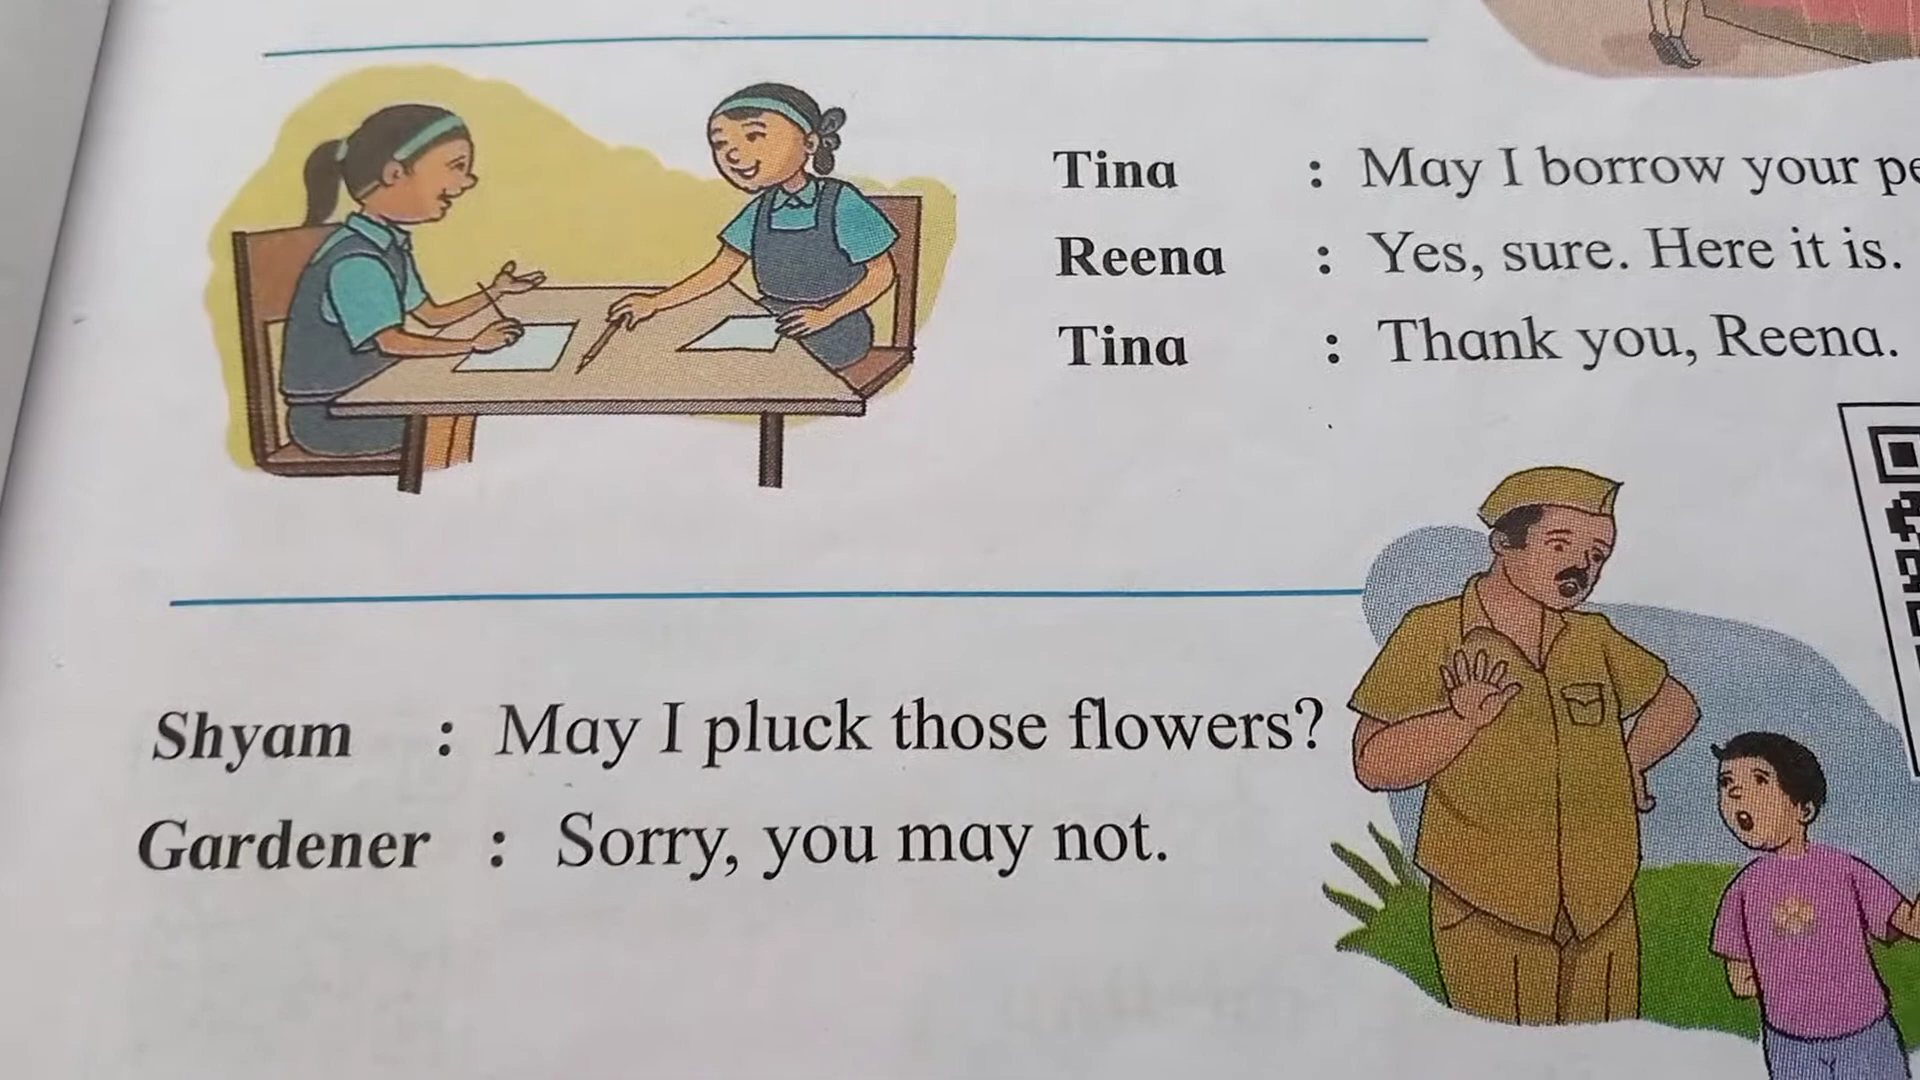 Tina : May I borrow your
Reena : Yes, sure. Here it is.
Tina : Thank you, Reena.
Shyam : May I pluck those flowers?
Gardener : Sorry, you may not.